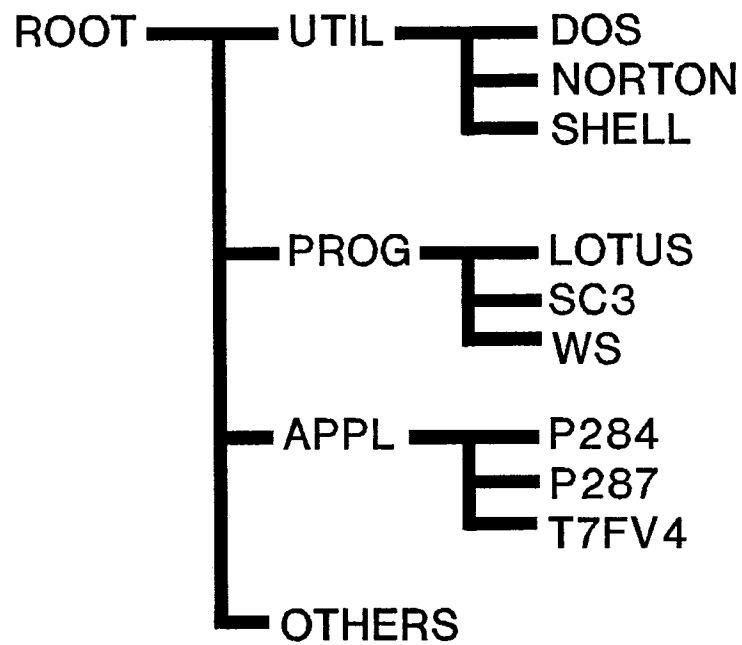 ROOT UTIL DOS
NORTON
SHELL
PROG LOTUS
SC3
WS
APPL P284
P287
T7FV4
OTHERS